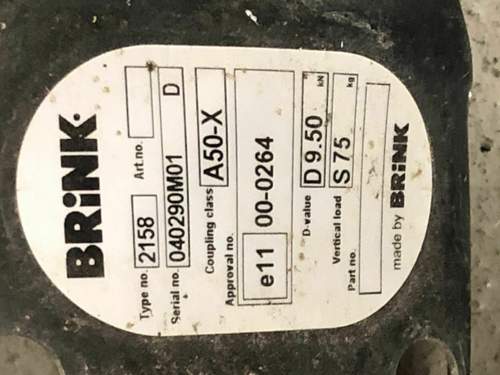 BRINK
Type no. 2158 Art.no.
Serial no. 040290M01 D
Coupling class A50-X
Approval no.
e11 00-0264
D-value D 9.50 kN
Vertical load S 75 kg
Part no.
made by BRINK